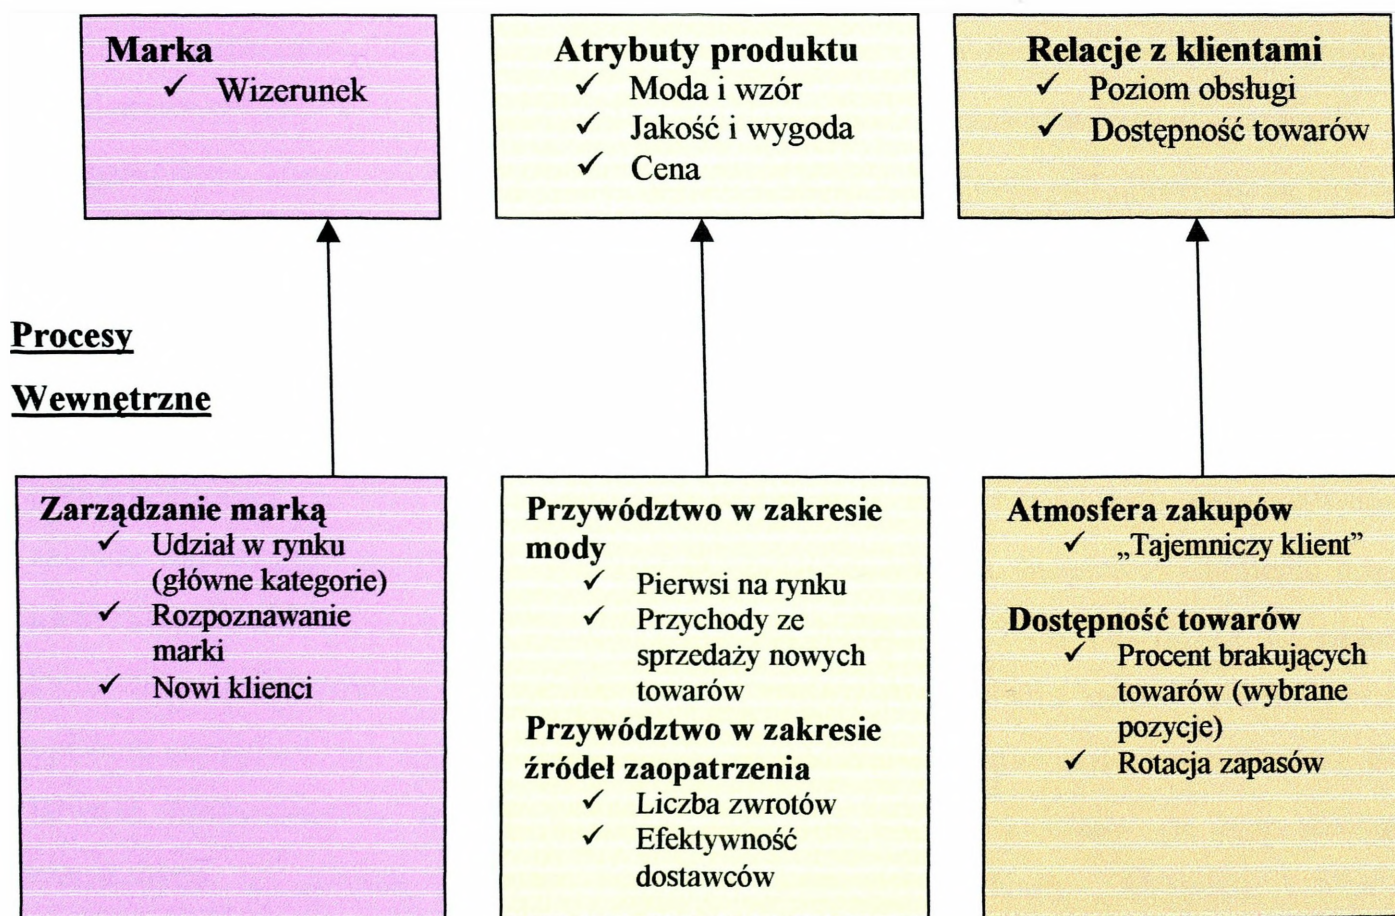 Marka
✓ Wizerunek
Atrybuty produktu
✓ Moda i wzór
✓ Jakość i wygoda
✓ Cena
Relacje z klientami
✓ Poziom obsługi
✓ Dostępność towarów
Procesy
Wewnętrzne
Zarządzanie marką
✓ Udział w rynku
(główne kategorie)
✓ Rozpoznawanie
marki
✓ Nowi klienci
Przywództwo w zakresie
mody
✓ Pierwsi na rynku
✓ Przychody ze
sprzedaży nowych
towarów
Przywództwo w zakresie
źródeł zaopatrzenia
✓ Liczba zwrotów
✓ Efektywność
dostawców
Atmosfera zakupów
✓ „Tajemniczy klient”
Dostępność towarów
✓ Procent brakujących
towarów (wybrane
pozycje)
✓ Rotacja zapasów